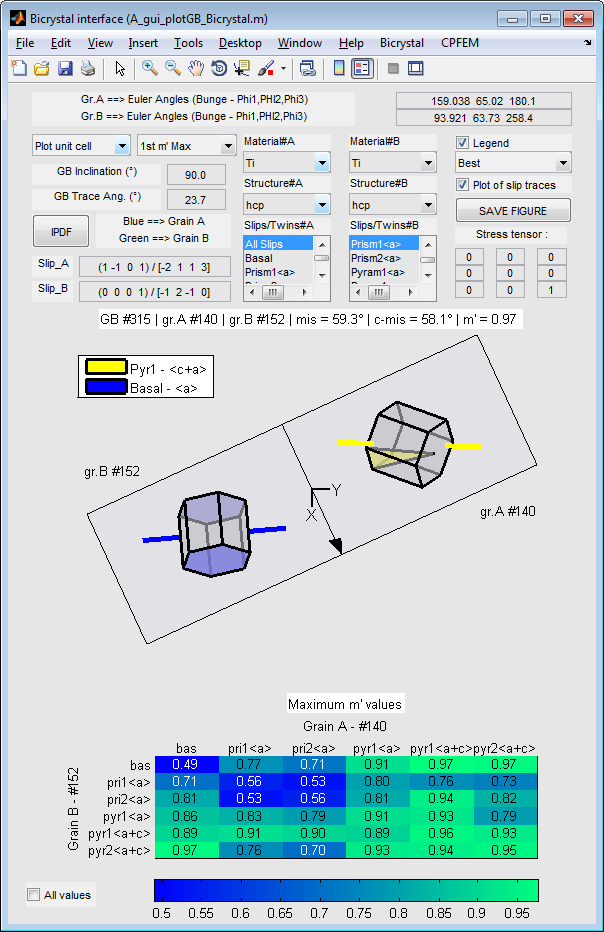 Bicrystal interface (A_gui_plotGB_Bicrystal.m)
File Edit Insert Tools Desktop Window Help Bicrystal CPFEM
Gr.A ==> Euler Angles (Bunge - Phi1,PHI2,Phi3)
159.038 65.02 180.1
Gr.B ==> Euler Angles (Bunge - Phi1,PHI2,Phi3)
93.921 63.73 258.4
Plot unit cell 1st m' Max Material#A Material#B Legend
Ti Ti Best
GB Inclination (°) 90.0 Structure#A Structure#B Plot of slip traces
GB Trace Ang. (°) 23.7 hcp hcp SAVE FIGURE
IPDF Blue ==> Grain A Slips/Twins#A Slips/Twins#B Stress tensor :
Green ==> Grain B All Slips Prism1<a>
Basal Prism2<a> 0 0 0
Slip_A (1 -1 0 1) / [-2 1 1 3] Prism1<a> Pyram1<a> 0 0 0
Slip_B (0 0 0 1) / [-1 2 -1 0] 0 0 1
GB #315 | gr.A #140 | gr.B #152 | mis = 59.3° | c-mis = 58.1° | m' = 0.97
Pyr1 - <c+a>
Basal - <a>
gr.B #152
Y
X
gr.A #140
Maximum m' values
Grain A - #140
bas pri1<a> pri2<a> pyr1<a> pyr1<a+c> pyr2<a+c>
Grain B - #152
bas 0.49 0.77 0.71 0.91 0.97 0.97
pri1<a> 0.71 0.56 0.53 0.80 0.76 0.73
pri2<a> 0.81 0.53 0.56 0.81 0.94 0.82
pyr1<a> 0.86 0.83 0.79 0.91 0.93 0.79
pyr1<a+c> 0.89 0.91 0.90 0.89 0.96 0.93
pyr2<a+c> 0.97 0.76 0.70 0.93 0.94 0.95
All values
0.5 0.55 0.6 0.65 0.7 0.75 0.8 0.85 0.9 0.95